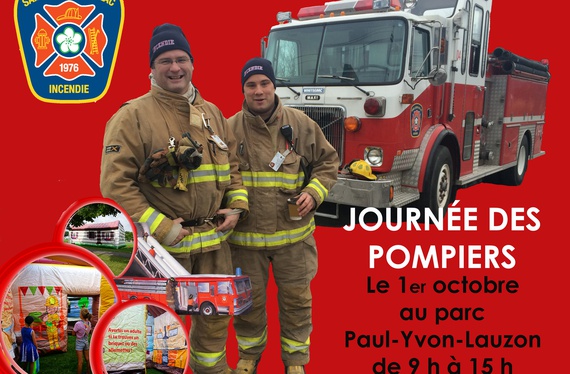 1976
INCENDIE
JOURNÉE DES
POMPIERS
Le 1er octobre
au parc
Paul-Yvon-Lauzon
de 9 h à 15 h